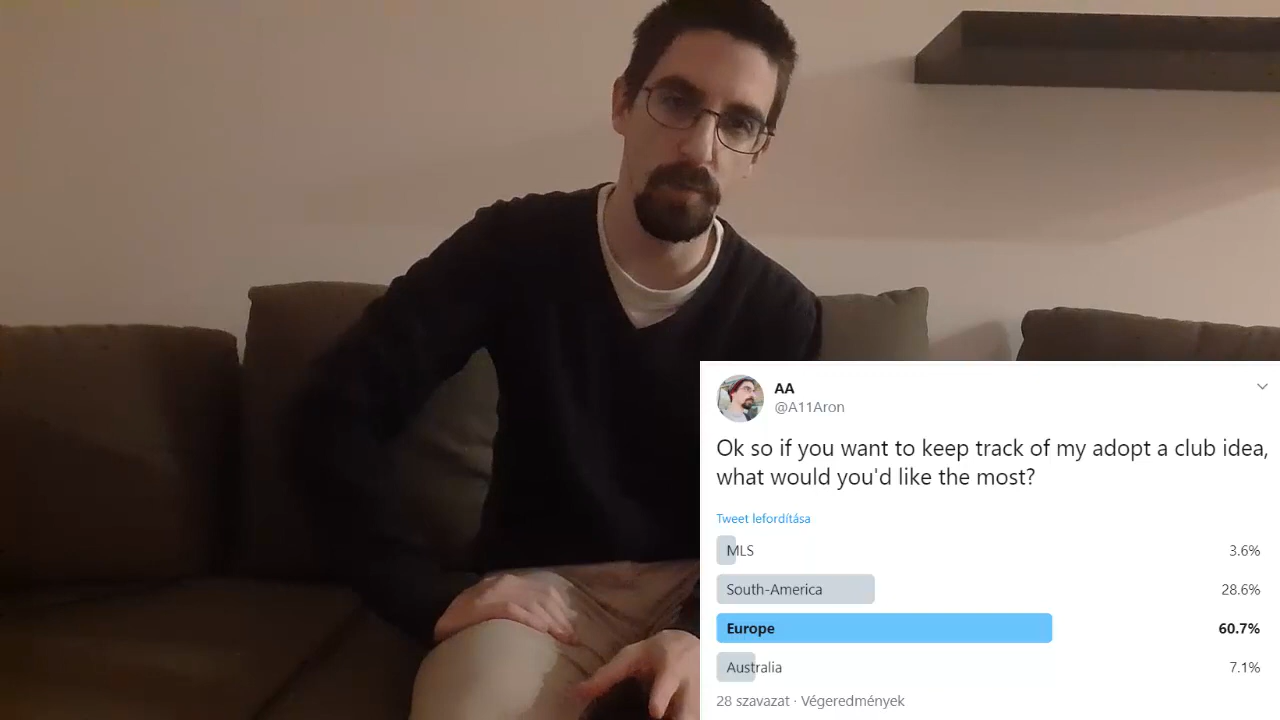 AA
@A11Aron
Ok so if you want to keep track of my adopt a club idea,
what would you'd like the most?
Tweet lefordítása
MLS 3.6%
South-America 28.6%
Europe 60.7%
Australia 7.1%
28 szavazat · Végeredmények